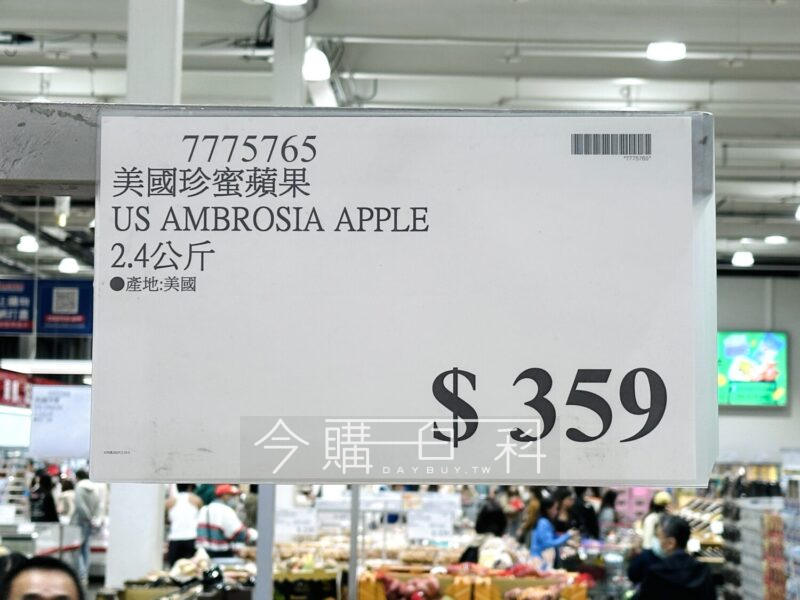 7775765
美國珍蜜蘋果
US AMBROSIA APPLE
2.4公斤
●產地:美國
$ 359
今購百科
DAYBUY.TW